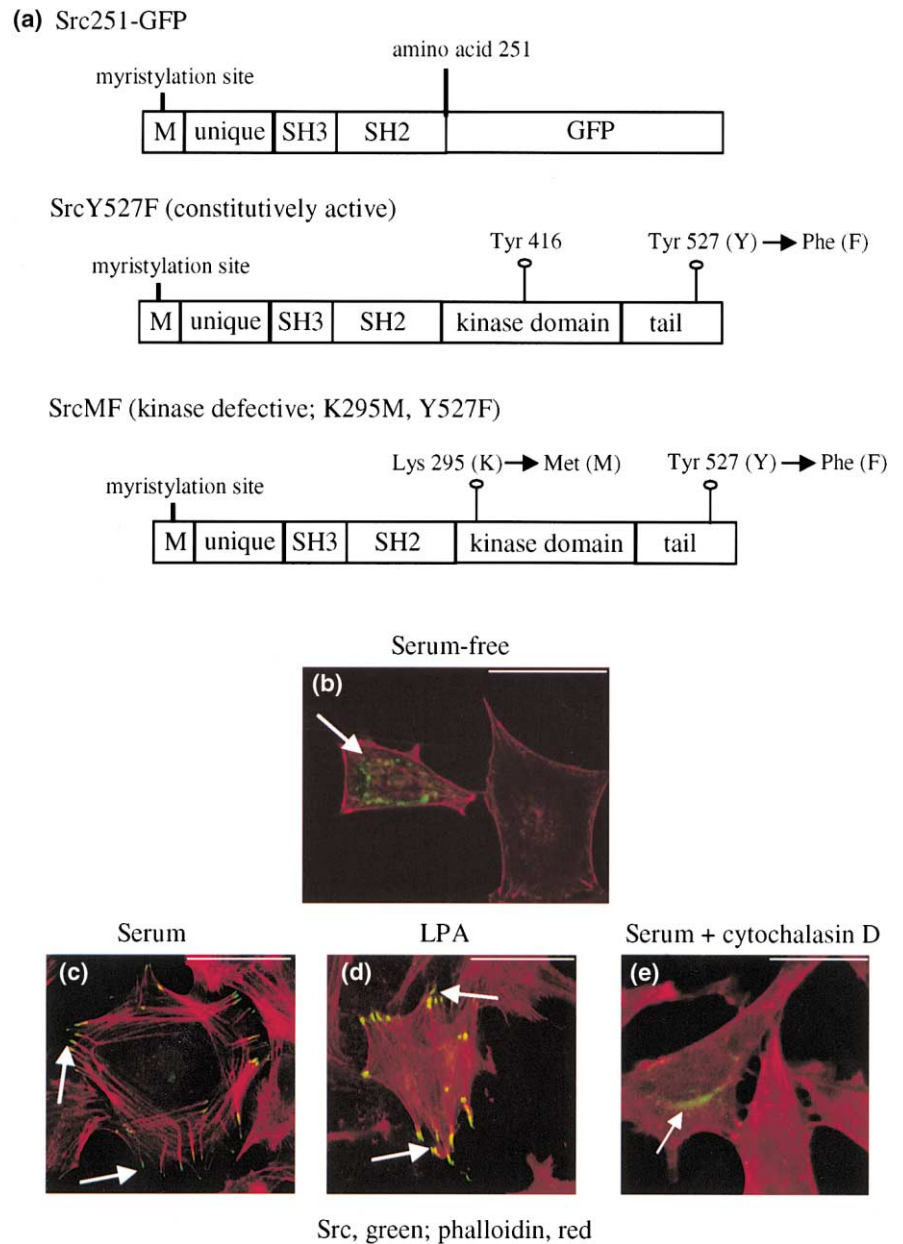 (a) Src251-GFP
amino acid 251
myristylation site
M unique SH3 SH2 GFP
SrcY527F (constitutively active)
Tyr 416 Tyr 527 (Y) → Phe (F)
myristylation site
M unique SH3 SH2 kinase domain tail
SrcMF (kinase defective; K295M, Y527F)
Lys 295 (K) → Met (M) Tyr 527 (Y) → Phe (F)
myristylation site
M unique SH3 SH2 kinase domain tail
Serum-free
(b)
Serum LPA Serum + cytochalasin D
(c) (d) (e)
Src, green; phalloidin, red